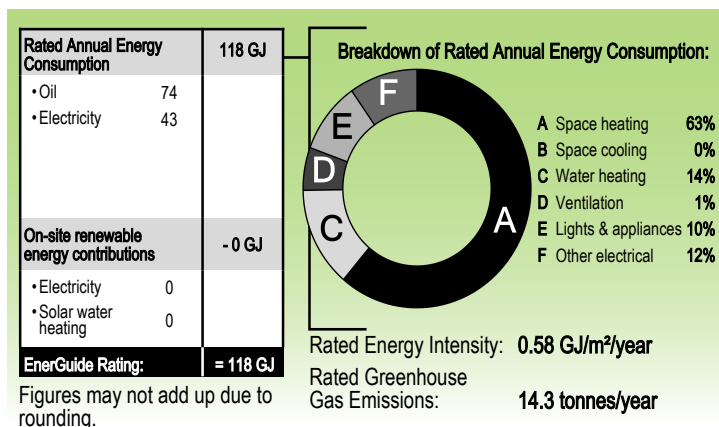 Rated Annual Energy
Consumption
118 GJ
• Oil 74
• Electricity 43
On-site renewable
energy contributions
- 0 GJ
• Electricity 0
• Solar water
heating
0
EnerGuide Rating: = 118 GJ
Figures may not add up due to
rounding.
Breakdown of Rated Annual Energy Consumption:
F
E
D
C
A
A Space heating 63%
B Space cooling 0%
C Water heating 14%
D Ventilation 1%
E Lights & appliances 10%
F Other electrical 12%
Rated Energy Intensity: 0.58 GJ/m²/year
Rated Greenhouse
Gas Emissions: 14.3 tonnes/year